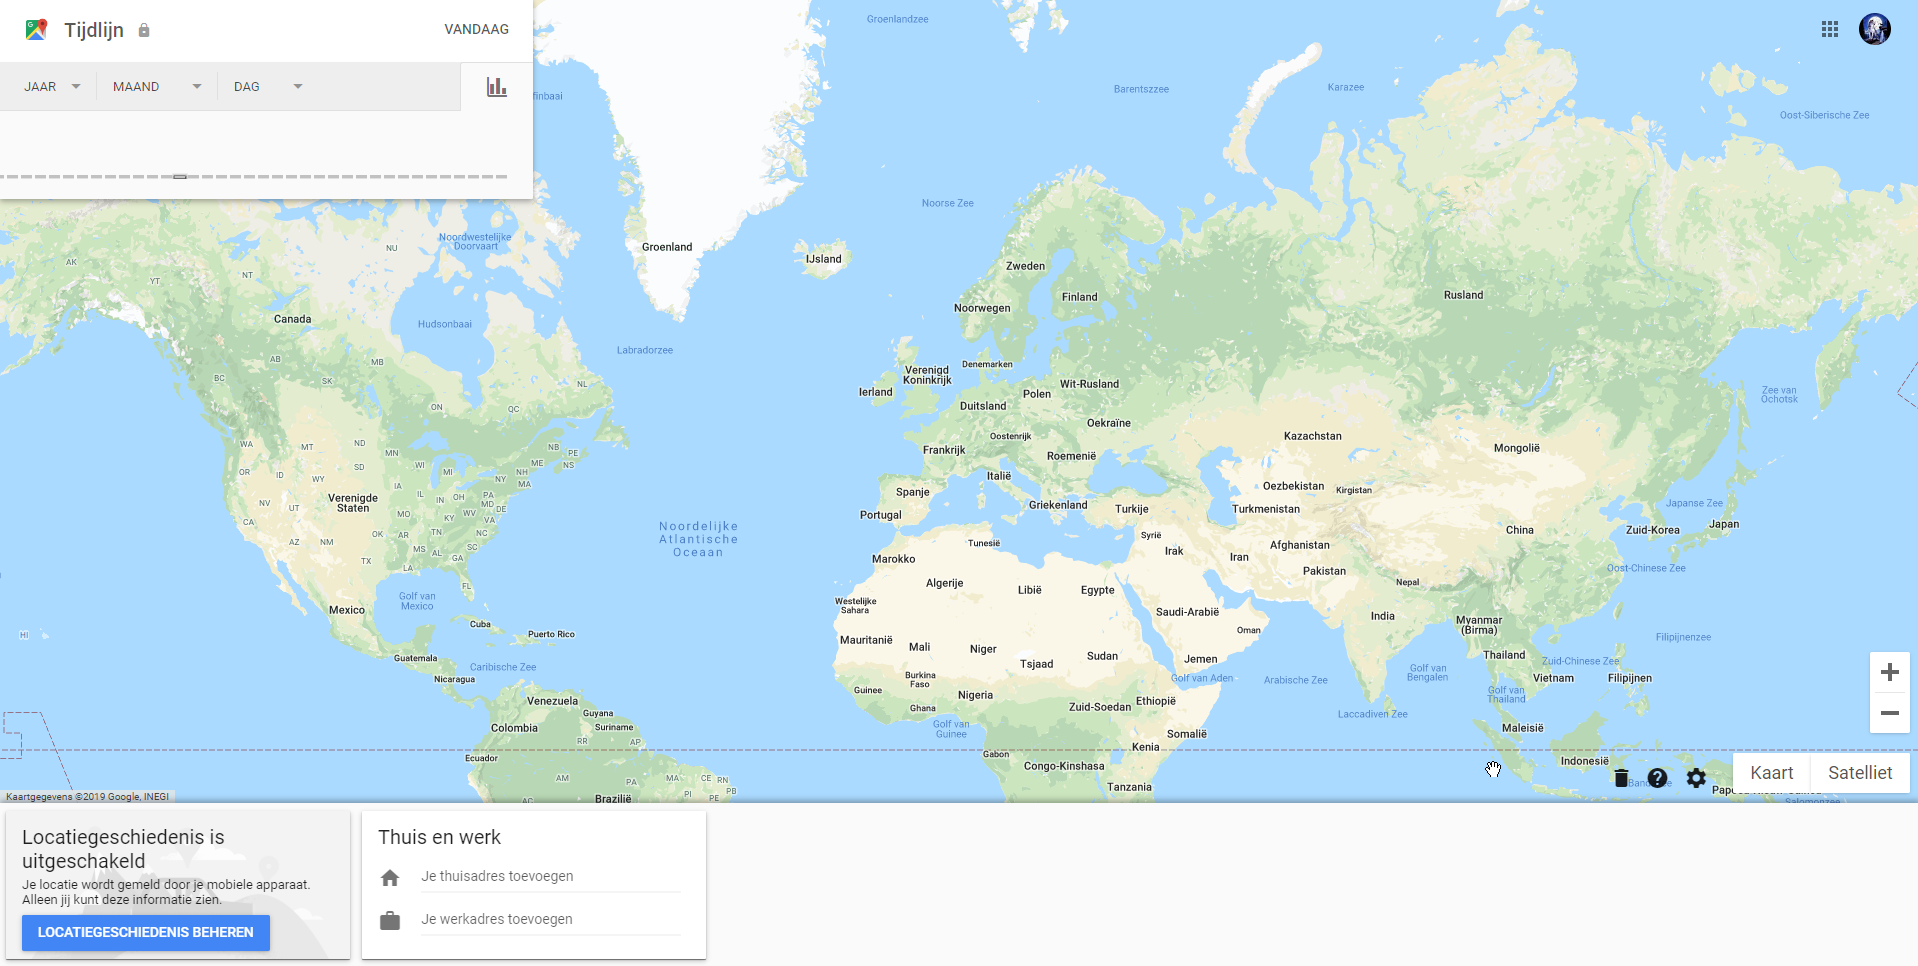 Tijdlijn
VANDAAG
JAAR
MAAND
DAG
Groenlandzee
finbaai
Barentszzee
Karazee
Oost-Siberische Zee
Noorse Zee
Noordwestelijke
Doorvaart
NU
Groenland
IJsland
AK
NT
YT
Zweden
Finland
Noorwegen
Rusland
Canada
Hudsonbaai
Labradorzee
AB
MB
BC
SK
NL
ON
QC
Denemarken
Verenigd
Koninkrijk
Ierland
Wit-Rusland
Polen
Duitsland
Oekraïne
Oostenrijk
Frankrijk
Roemenië
Italië
Kazachstan
Mongolië
Zee van
Ochotsk
WA
MT
ND
MN
OR
ID
SD
WY
WI
MI
NB
PE
ME
NS
NH
NY
MA
NV
UT
Verenigde
Staten
IA
IL
IN
OH
PA
MD
DE
CA
MO
KY
WV
VA
AZ
NM
OK
AR
TN
NC
MS
AL
SC
TX
LA
GA
FL
Spanje
Portugal
Griekenland
Turkije
Oezbekistan
Kirgistan
Turkmenistan
Japanse Zee
China
Zuid-Korea
Japan
Noordelijke
Atlantische
Oceaan
Marokko
Tunesië
Syrië
Irak
Iran
Afghanistan
Pakistan
Nepal
Oost-Chinese Zee
Algerije
Libië
Egypte
Westelijke
Sahara
Saudi-Arabië
Oman
India
Myanmar
(Birma)
Filipijnenzee
Golf van
Mexico
Mexico
HI
Cuba
Puerto Rico
Guatemala
Caribische Zee
Nicaragua
Mauritanië
Mali
Niger
Tsjaad
Sudan
Jemen
Golf van Aden
Arabische Zee
Golf van
Bengalen
Thailand
Zuid-Chinese Zee
Vietnam
Filipijnen
Golf van
Thailand
Burkina
Faso
Guinee
Nigeria
Ghana
Golf van
Guinee
Zuid-Soedan
Ethiopië
Laccadiven Zee
Maleisië
Somalië
Kenia
Venezuela
Guyana
Colombia
Suriname
RR
AP
Ecuador
AM
PA
MA
CE
RN
PI
PB
PE
AC
Brazilië
Gabon
Congo-Kinshasa
Tanzania
Indonesië
Kaart
Satelliet
Kaartgegevens ©2019 Google, INEGI
Locatiegeschiedenis is
uitgeschakeld
Je locatie wordt gemeld door je mobiele apparaat.
Alleen jij kunt deze informatie zien.
LOCATIEGESCHIEDENIS BEHEREN
Thuis en werk
Je thuisadres toevoegen
Je werkadres toevoegen